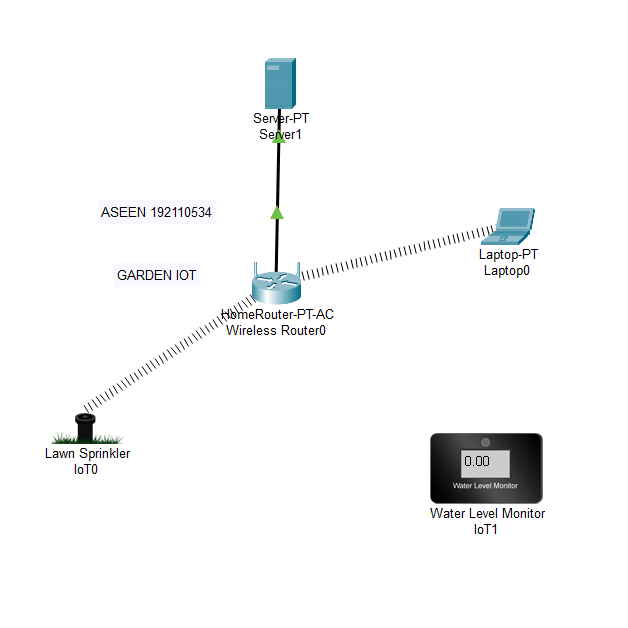 Server-PT
Server1
ASEEN 192110534
Laptop-PT
Laptop0
GARDEN IOT
HomeRouter-PT-AC
Wireless Router0
Lawn Sprinkler
IoT0
0.00
Water Level Monitor
Water Level Monitor
IoT1